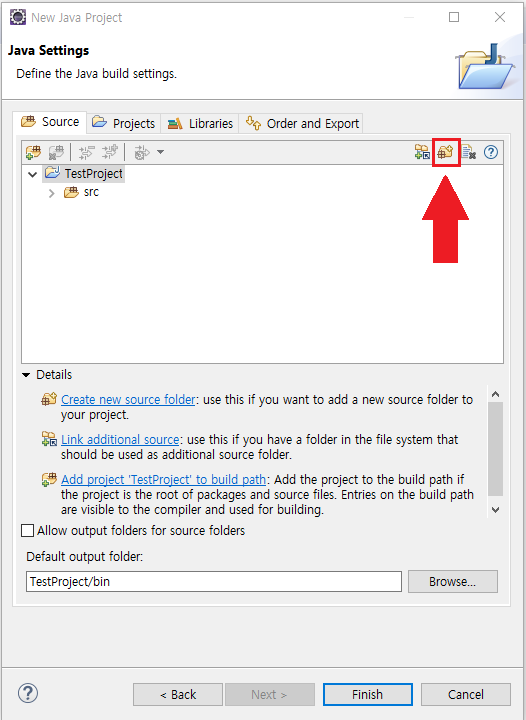 New Java Project
Java Settings
Define the Java build settings.
Source
Projects
Libraries
Order and Export
TestProject
src
Details
Create new source folder: use this if you want to add a new source folder to
your project.
Link additional source: use this if you have a folder in the file system that
should be used as additional source folder.
Add project 'TestProject' to build path: Add the project to the build path if
the project is the root of packages and source files. Entries on the build path
are visible to the compiler and used for building.
Allow output folders for source folders
Default output folder:
TestProject/bin
Browse...
< Back
Next >
Finish
Cancel